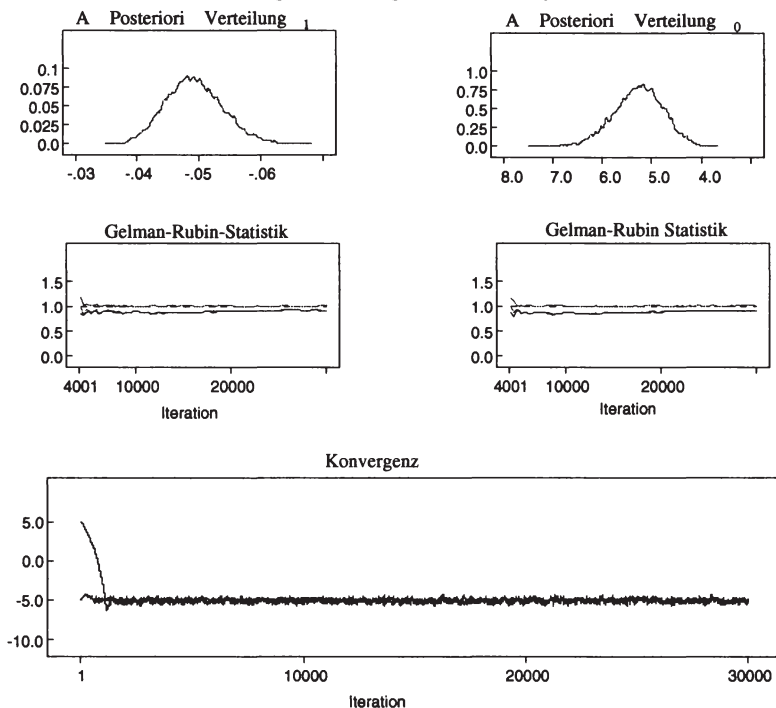 A Posteriori Verteilung 1
0.1
0.075
0.05
0.025
0.0
-.03 -.04 -.05 -.06
A Posteriori Verteilung 0
1.0
0.75
0.5
0.25
0.0
8.0 7.0 6.0 5.0 4.0
Gelman-Rubin-Statistik
1.5
1.0
0.5
0.0
4001 10000 20000
Iteration
Gelman-Rubin Statistik
1.5
1.0
0.5
0.0
4001 10000 20000
Iteration
Konvergenz
5.0
0.0
-5.0
-10.0
1 10000 20000 30000
Iteration